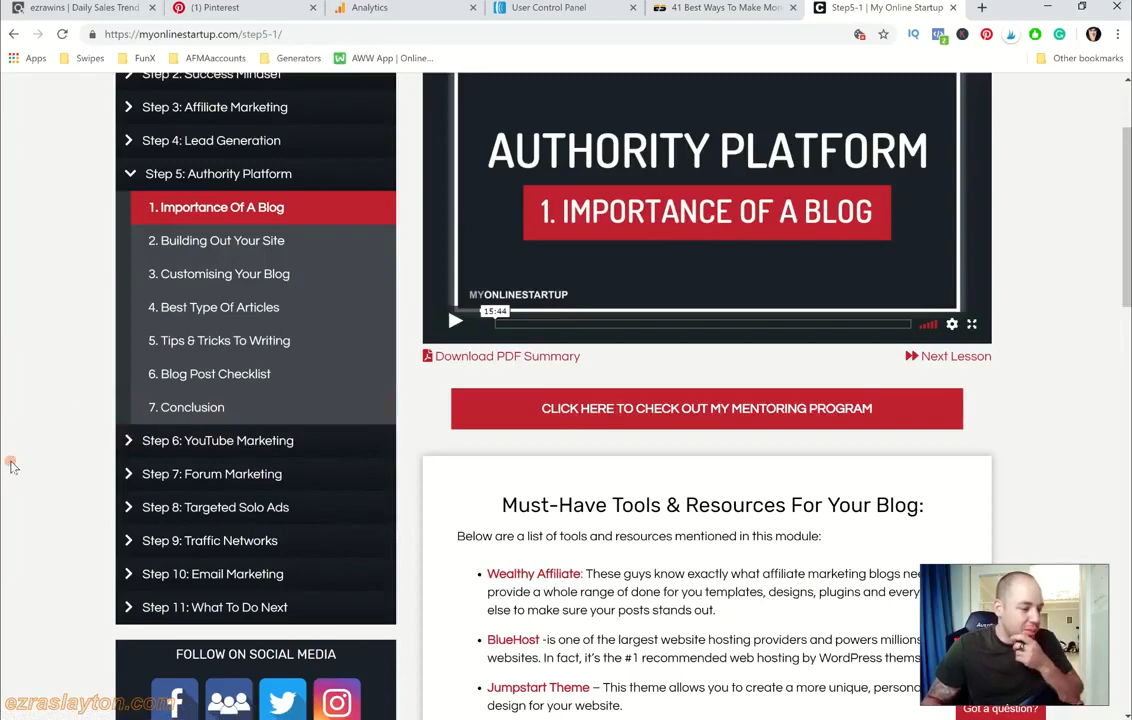 ezrawins | Daily Sales Trend
(1) Pinterest
Analytics
User Control Panel
41 Best Ways To Make Mon
Step5-1 | My Online Startup
https://myonlinestartup.com/step5-1/
Apps
Swipes
FunX
AFMAaccounts
Generators
AWW App | Online...
Other bookmarks
Step 2: Success Mindset
Step 3: Affiliate Marketing
Step 4: Lead Generation
Step 5: Authority Platform
1. Importance Of A Blog
2. Building Out Your Site
3. Customising Your Blog
4. Best Type Of Articles
5. Tips & Tricks To Writing
6. Blog Post Checklist
7. Conclusion
Step 6: YouTube Marketing
Step 7: Forum Marketing
Step 8: Targeted Solo Ads
Step 9: Traffic Networks
Step 10: Email Marketing
Step 11: What To Do Next
FOLLOW ON SOCIAL MEDIA
ezraslayton.com
AUTHORITY PLATFORM
1. IMPORTANCE OF A BLOG
MYONLINESTARTUP
15:44
Download PDF Summary
Next Lesson
CLICK HERE TO CHECK OUT MY MENTORING PROGRAM
Must-Have Tools & Resources For Your Blog:
Below are a list of tools and resources mentioned in this module:
• Wealthy Affiliate: These guys know exactly what affiliate marketing blogs nee
provide a whole range of done for you templates, designs, plugins and every
else to make sure your posts stands out.
• BlueHost -is one of the largest website hosting providers and powers millions
websites. In fact, it's the #1 recommended web hosting by WordPress thems
• Jumpstart Theme – This theme allows you to create a more unique, persona
design for your website.
Got a question?